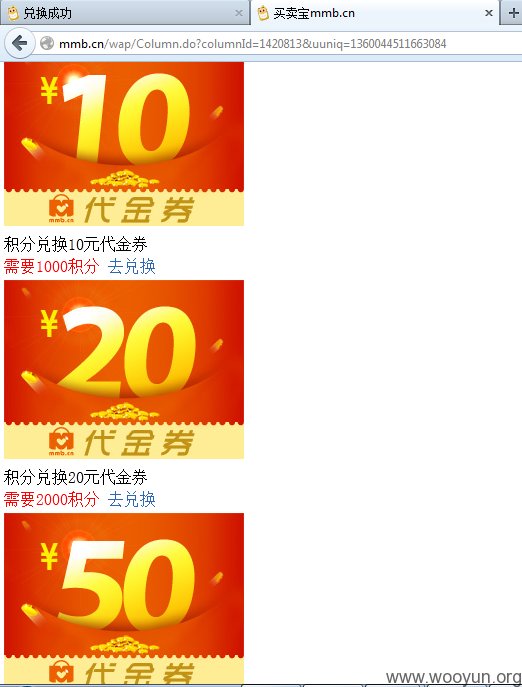 兑换成功
买卖宝mmb.cn
mmb.cn/wap/Column.do?columnId=1420813&uuniq=1360044511663084
¥10
mmb.cn
代金券
积分兑换10元代金券
需要1000积分 去兑换
¥20
mmb.cn
代金券
积分兑换20元代金券
需要2000积分 去兑换
¥50
mmb.cn
代金券
www.wooyun.org